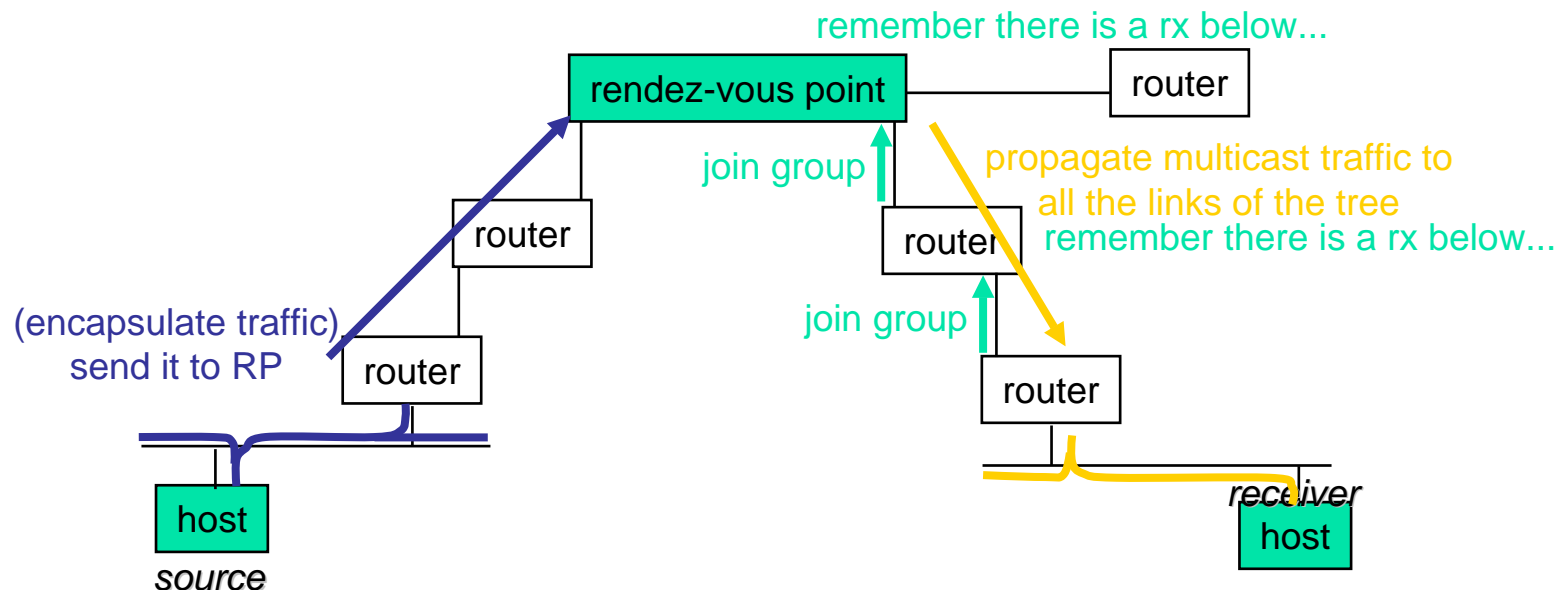 remember there is a rx below...
rendez-vous point
router
join group
propagate multicast traffic to
all the links of the tree
router
router
remember there is a rx below...
(encapsulate traffic)
send it to RP
join group
router
router
receiver
host
host
source